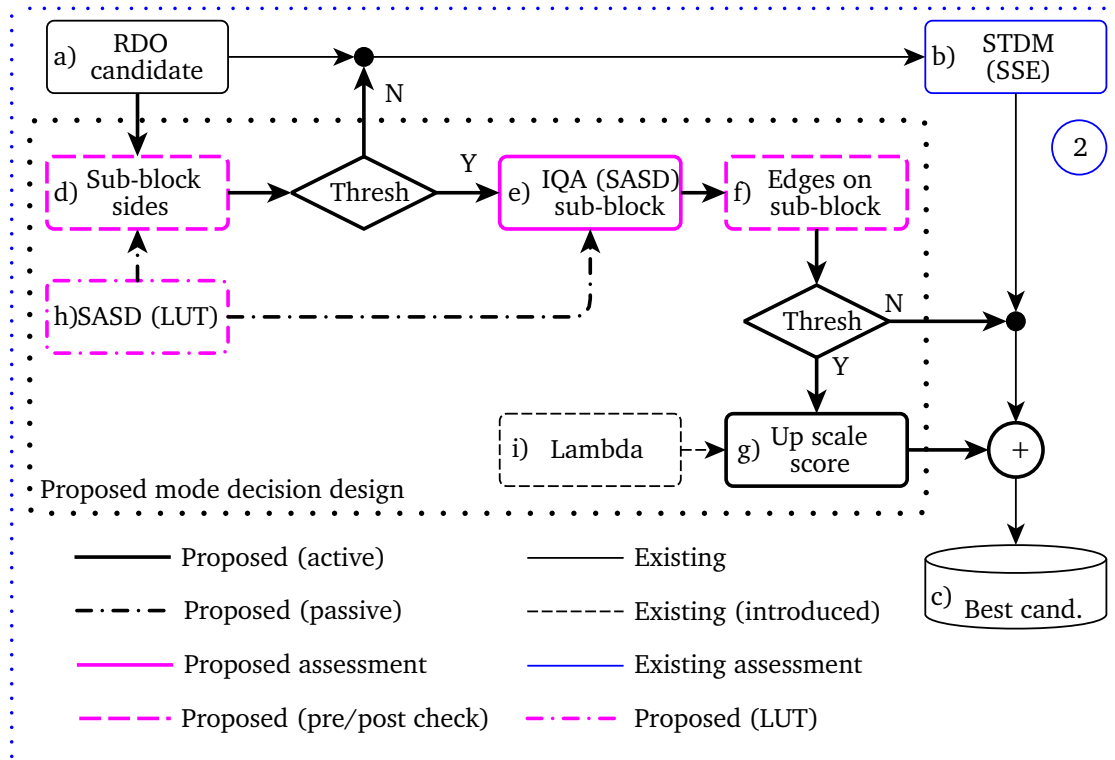 a) RDO
candidate
b) STDM
(SSE)
N
2
d) Sub-block
sides
Thresh
Y
e) IQA (SASD)
sub-block
f) Edges on
sub-block
h)SASD (LUT)
Thresh
N
Y
i) Lambda
g) Up scale
score
+
Proposed mode decision design
c) Best cand.
Proposed (active)
Existing
Proposed (passive)
Existing (introduced)
Proposed assessment
Existing assessment
Proposed (pre/post check)
Proposed (LUT)